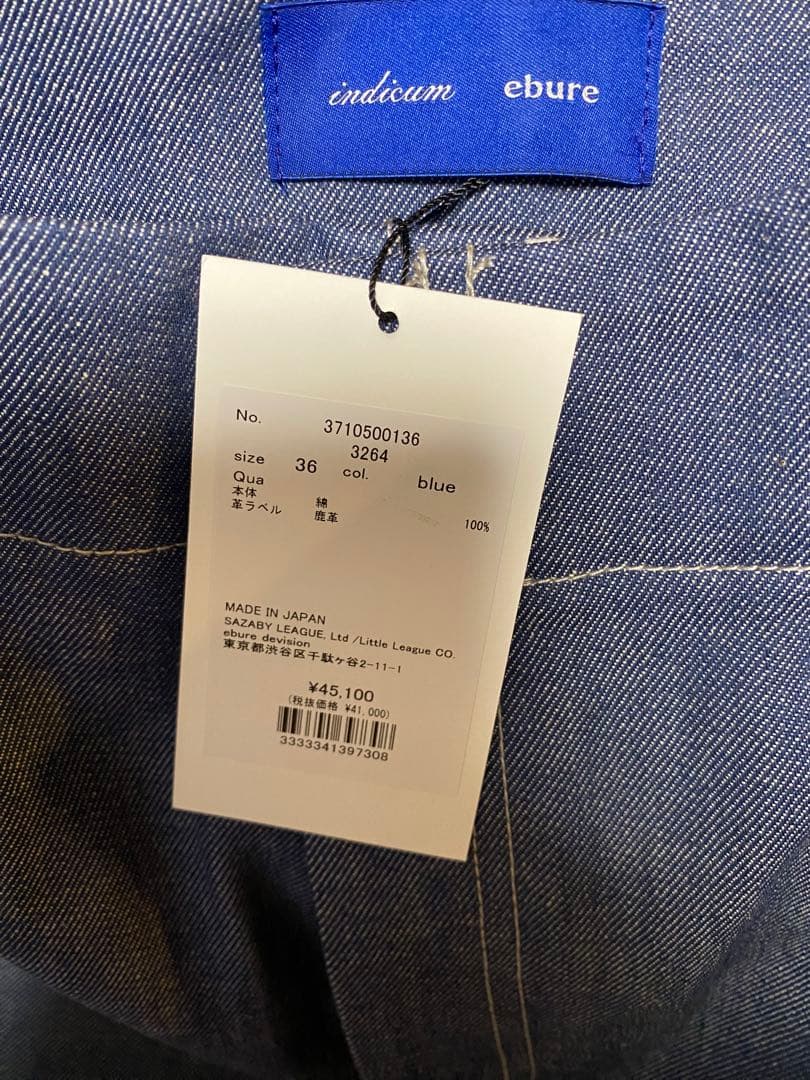 indicum ebure
No. 3710500136
3264
size 36 col. blue
Qua
本体 綿 100%
革ラベル 鹿革
MADE IN JAPAN
SAZABY LEAGUE, Ltd /Little League CO.
ebure devision
東京都渋谷区千駄ヶ谷2-11-1
¥45,100
(税抜価格 ¥41,000)
3333341397308